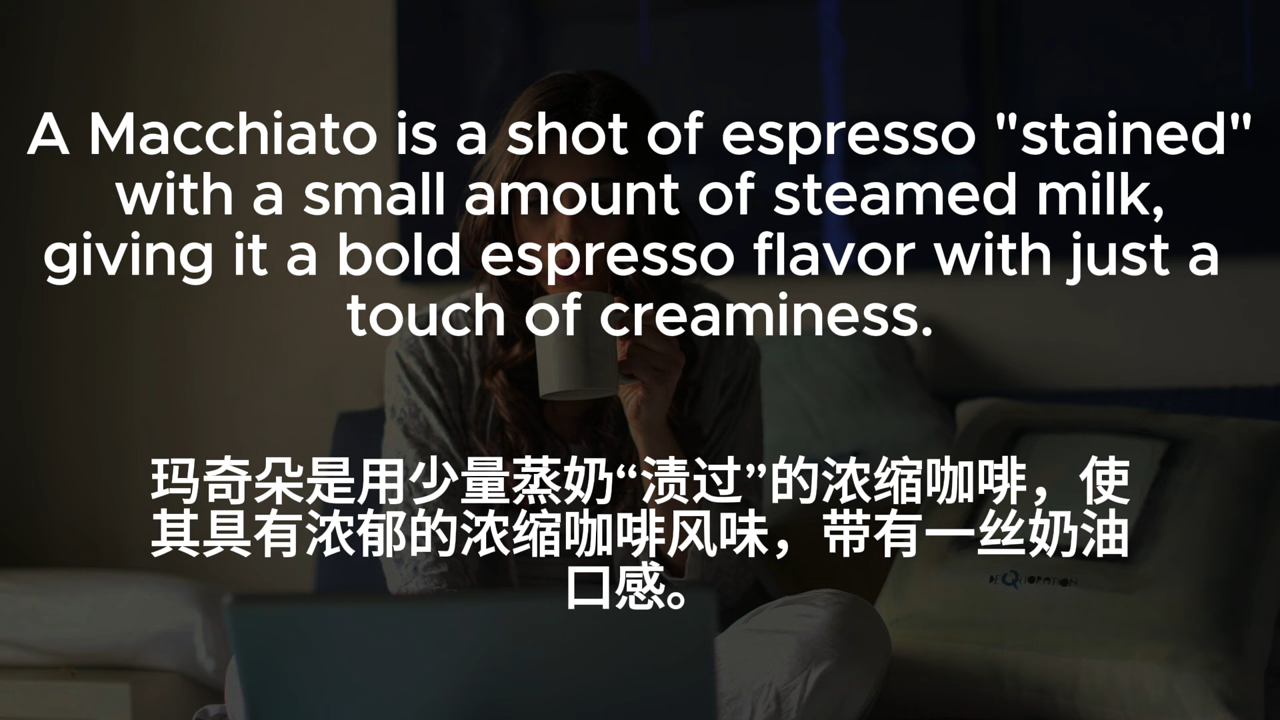 A Macchiato is a shot of espresso "stained"
with a small amount of steamed milk,
giving it a bold espresso flavor with just a
touch of creaminess.
玛奇朵是用少量蒸奶“渍过”的浓缩咖啡，使
其具有浓郁的浓缩咖啡风味，带有一丝奶油
口感。